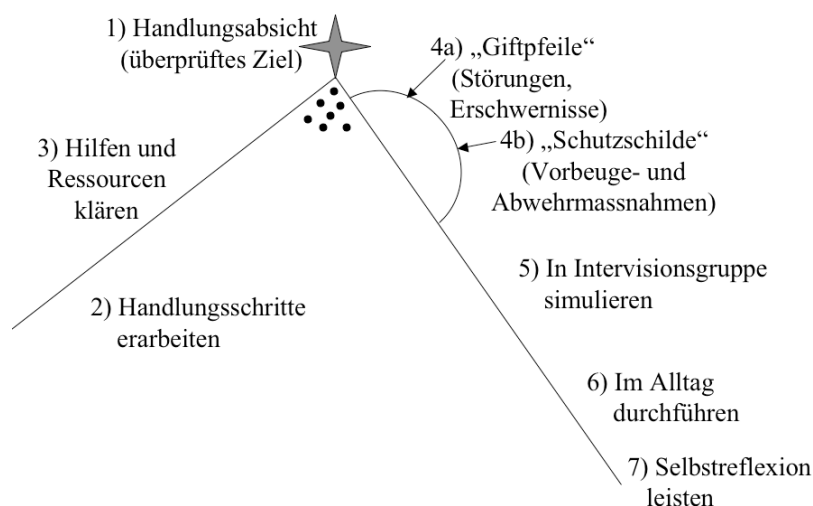 1) Handlungsabsicht
(überprüftes Ziel)
4a) „Giftpfeile“
(Störungen,
Erschwernisse)
4b) „Schutzschilde“
(Vorbeuge- und
Abwehrmassnahmen)
3) Hilfen und
Ressourcen
klären
2) Handlungsschritte
erarbeiten
5) In Intervisionsgruppe
simulieren
6) Im Alltag
durchführen
7) Selbstreflexion
leisten